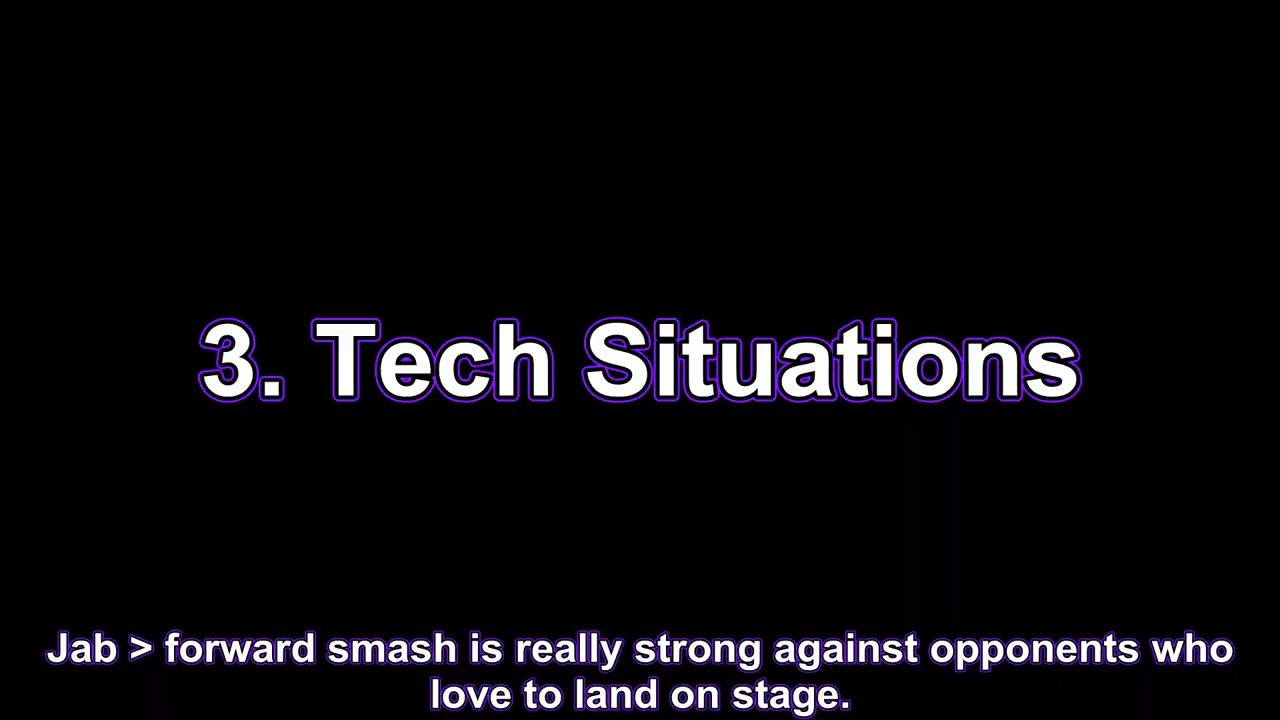 3. Tech Situations
Jab > forward smash is really strong against opponents who
love to land on stage.